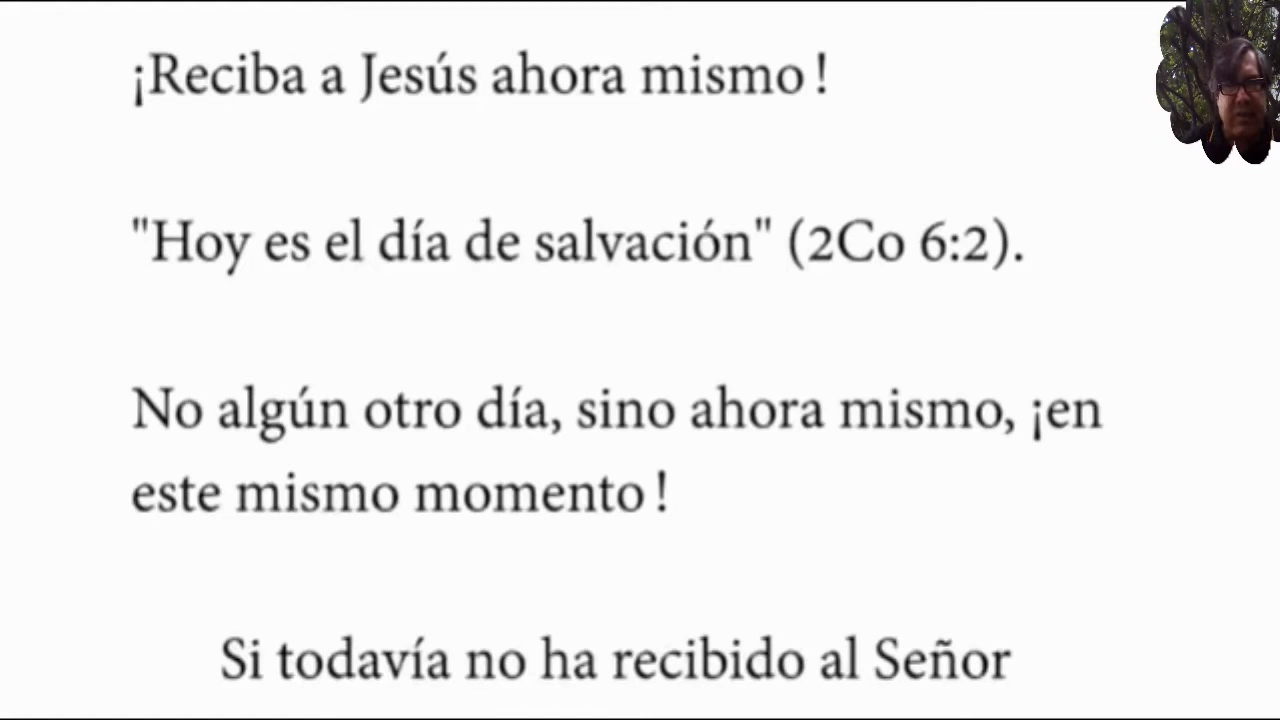 ¡Reciba a Jesús ahora mismo !
"Hoy es el día de salvación" (2Co 6:2).
No algún otro día, sino ahora mismo, ¡en
este mismo momento !
Si todavía no ha recibido al Señor